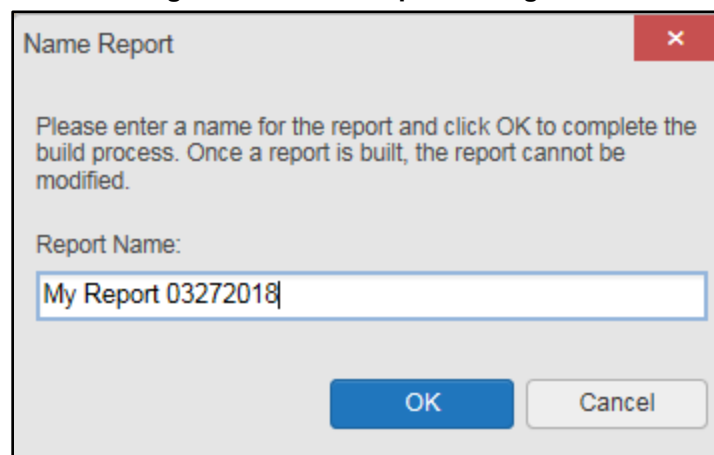 Name Report
×
Please enter a name for the report and click OK to complete the
build process. Once a report is built, the report cannot be
modified.
Report Name:
My Report 03272018
OK Cancel